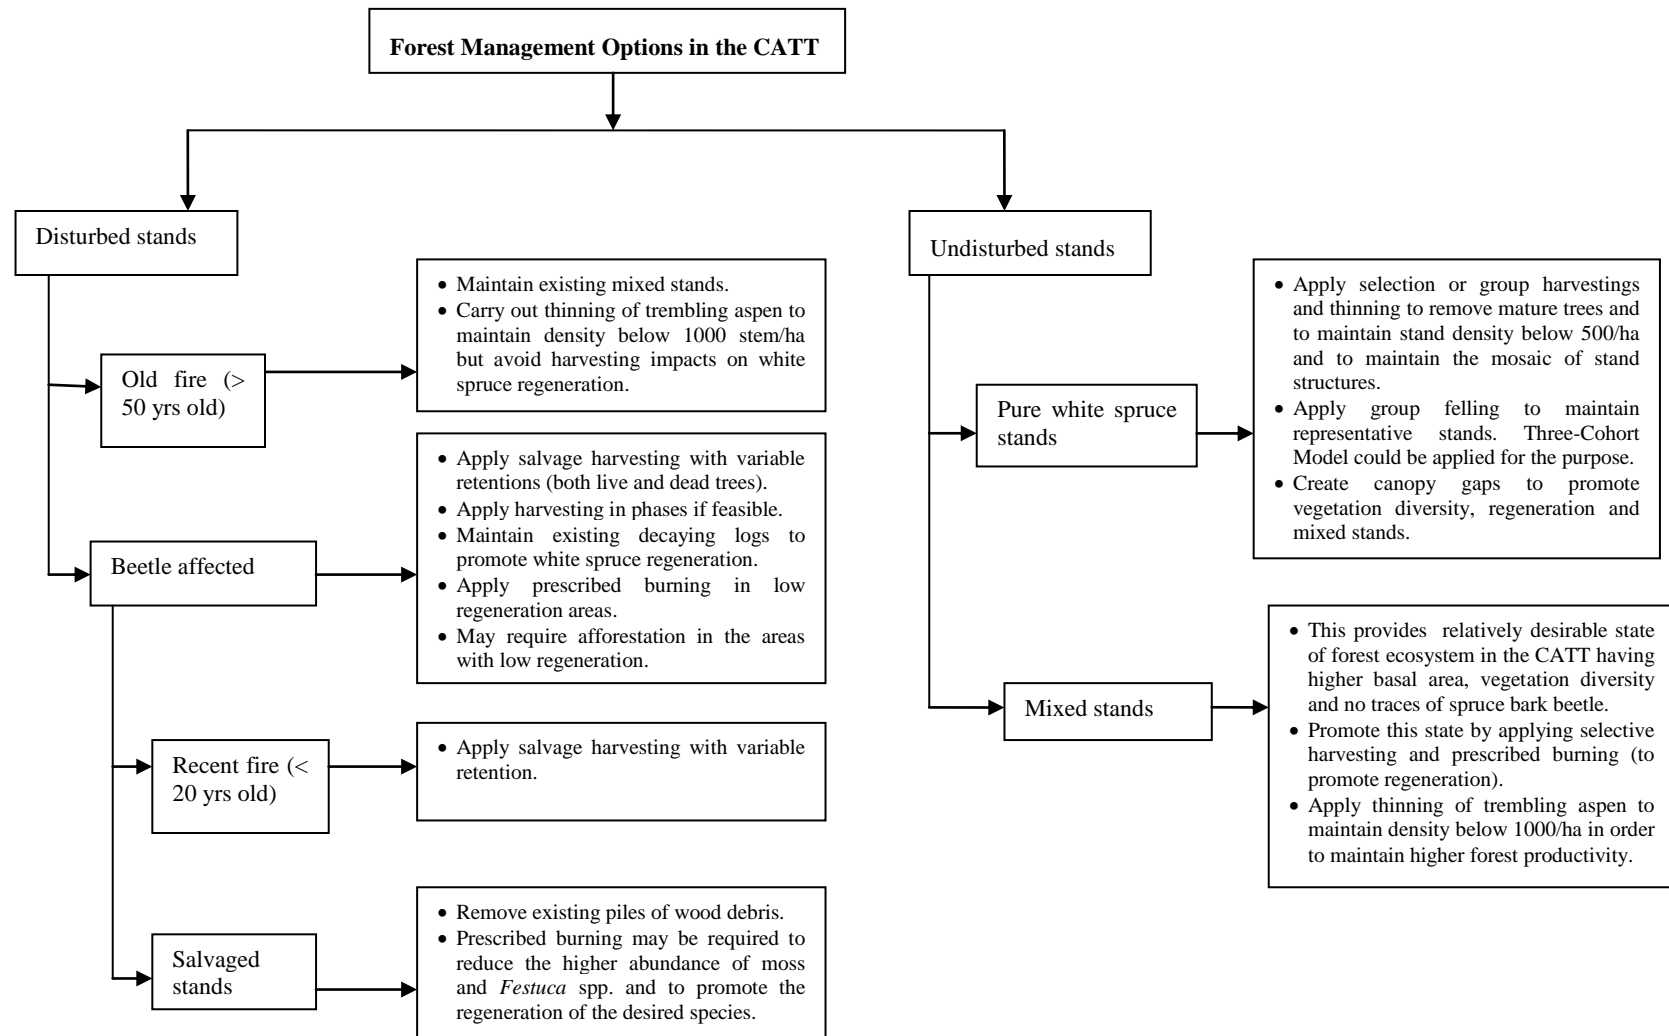 Forest Management Options in the CATT
Disturbed stands
Old fire (>
50 yrs old)
• Maintain existing mixed stands.
• Carry out thinning of trembling aspen to
maintain density below 1000 stem/ha
but avoid harvesting impacts on white
spruce regeneration.
Beetle affected
• Apply salvage harvesting with variable
retentions (both live and dead trees).
• Apply harvesting in phases if feasible.
• Maintain existing decaying logs to
promote white spruce regeneration.
• Apply prescribed burning in low
regeneration areas.
• May require afforestation in the areas
with low regeneration.
Recent fire (<
20 yrs old)
• Apply salvage harvesting with variable
retention.
Salvaged
stands
• Remove existing piles of wood debris.
• Prescribed burning may be required to
reduce the higher abundance of moss
and Festuca spp. and to promote the
regeneration of the desired species.
Undisturbed stands
Pure white spruce
stands
• Apply selection or group harvestings
and thinning to remove mature trees and
to maintain stand density below 500/ha
and to maintain the mosaic of stand
structures.
• Apply group felling to maintain
representative stands. Three-Cohort
Model could be applied for the purpose.
• Create canopy gaps to promote
vegetation diversity, regeneration and
mixed stands.
Mixed stands
• This provides relatively desirable state
of forest ecosystem in the CATT having
higher basal area, vegetation diversity
and no traces of spruce bark beetle.
• Promote this state by applying selective
harvesting and prescribed burning (to
promote regeneration).
• Apply thinning of trembling aspen to
maintain density below 1000/ha in order
to maintain higher forest productivity.